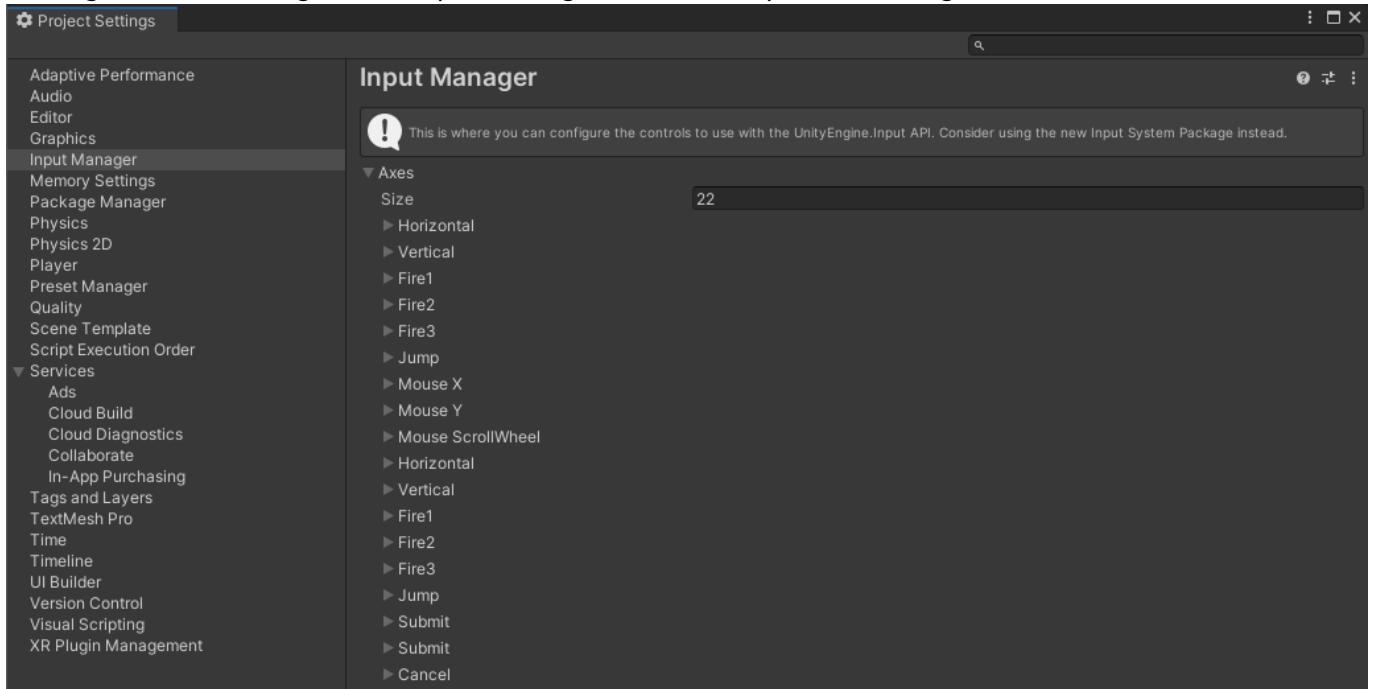 Project Settings
Adaptive Performance
Audio
Editor
Graphics
Input Manager
Memory Settings
Package Manager
Physics
Physics 2D
Player
Preset Manager
Quality
Scene Template
Script Execution Order
Services
Ads
Cloud Build
Cloud Diagnostics
Collaborate
In-App Purchasing
Tags and Layers
TextMesh Pro
Time
Timeline
UI Builder
Version Control
Visual Scripting
XR Plugin Management
Input Manager
This is where you can configure the controls to use with the UnityEngine.Input API. Consider using the new Input System Package instead.
Axes
Size 22
Horizontal
Vertical
Fire1
Fire2
Fire3
Jump
Mouse X
Mouse Y
Mouse ScrollWheel
Horizontal
Vertical
Fire1
Fire2
Fire3
Jump
Submit
Submit
Cancel